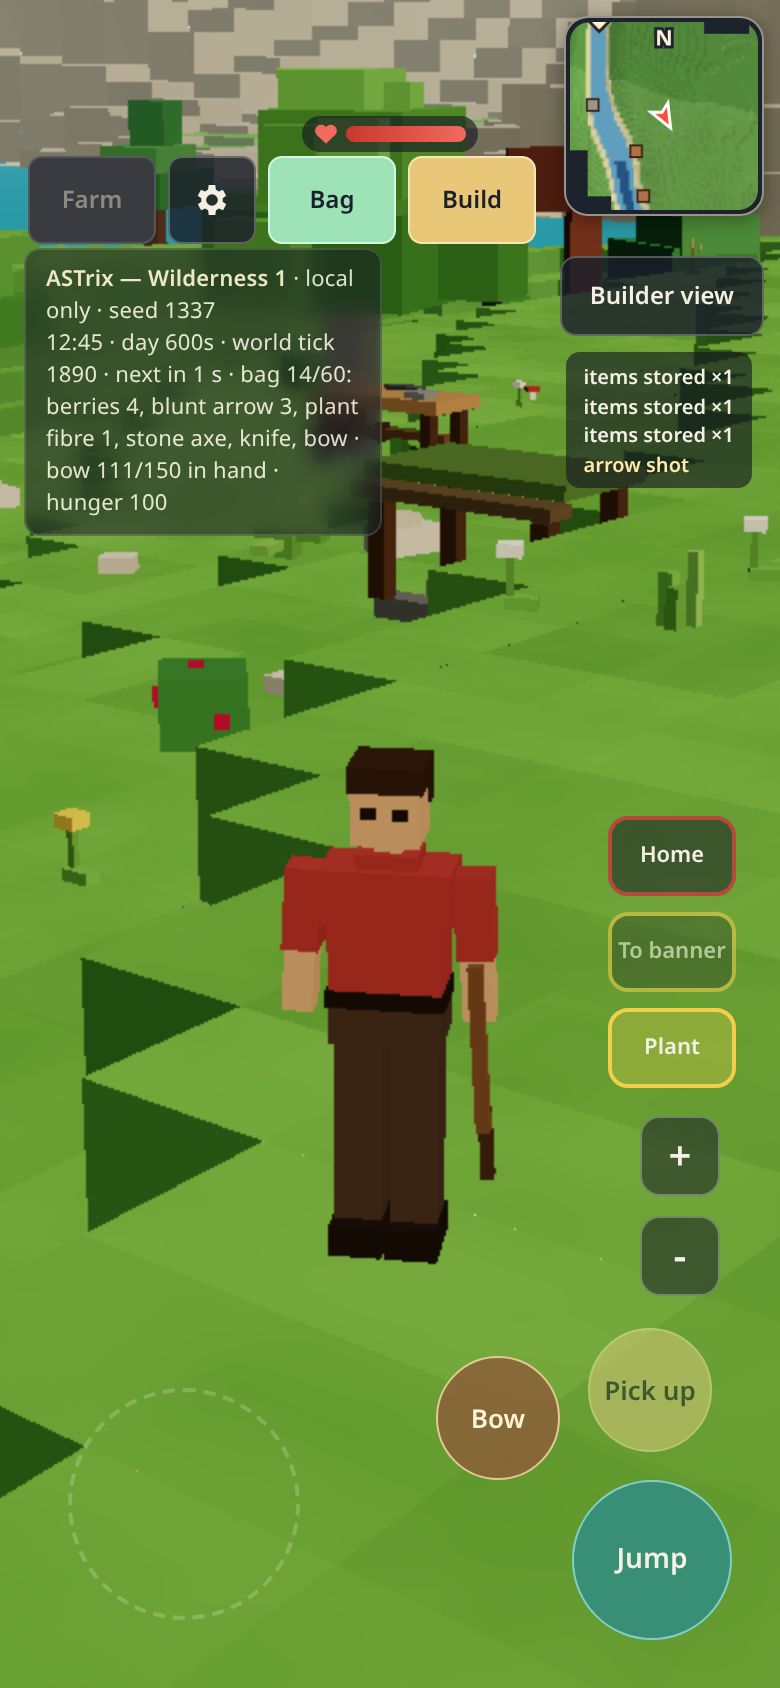 N
Farm
Bag
Build
ASTrix — Wilderness 1 · local
only · seed 1337
12:45 · day 600s · world tick
1890 · next in 1 s · bag 14/60:
berries 4, blunt arrow 3, plant
fibre 1, stone axe, knife, bow ·
bow 111/150 in hand ·
hunger 100
Builder view
items stored ×1
items stored ×1
items stored ×1
arrow shot
Home
To banner
Plant
+
-
Pick up
Bow
Jump